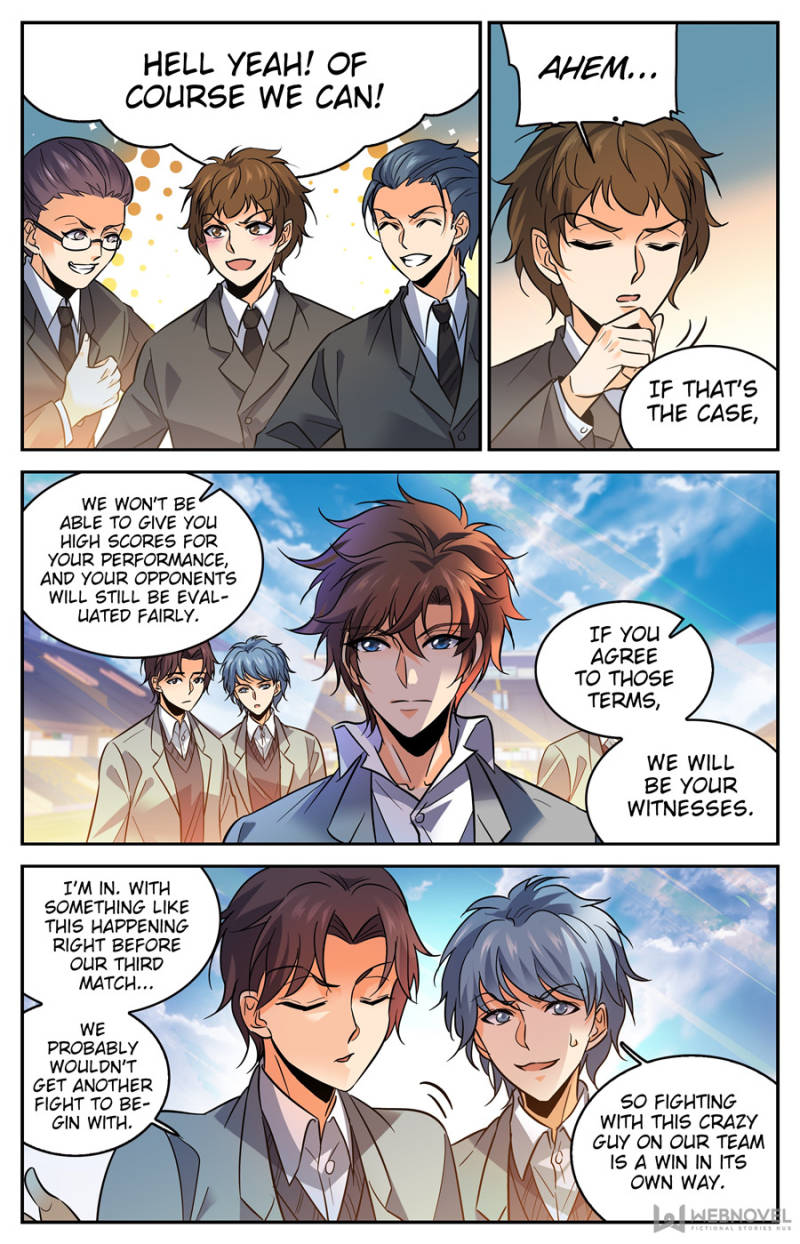 HELL YEAH! OF
COURSE WE CAN!
AHEM...
IF THAT'S
THE CASE,
WE WON'T BE
ABLE TO GIVE YOU
HIGH SCORES FOR
YOUR PERFORMANCE,
AND YOUR OPPONENTS
WILL STILL BE EVAL-
UATED FAIRLY.
IF YOU
AGREE
TO THOSE
TERMS,
WE WILL
BE YOUR
WITNESSES.
I'M IN. WITH
SOMETHING LIKE
THIS HAPPENING
RIGHT BEFORE
OUR THIRD
MATCH...
WE
PROBABLY
WOULDN'T
GET ANOTHER
FIGHT TO BE-
GIN WITH.
SO FIGHTING
WITH THIS CRAZY
GUY ON OUR TEAM
IS A WIN IN ITS
OWN WAY.
WEBNOVEL
FICTIONAL STORIES HUB